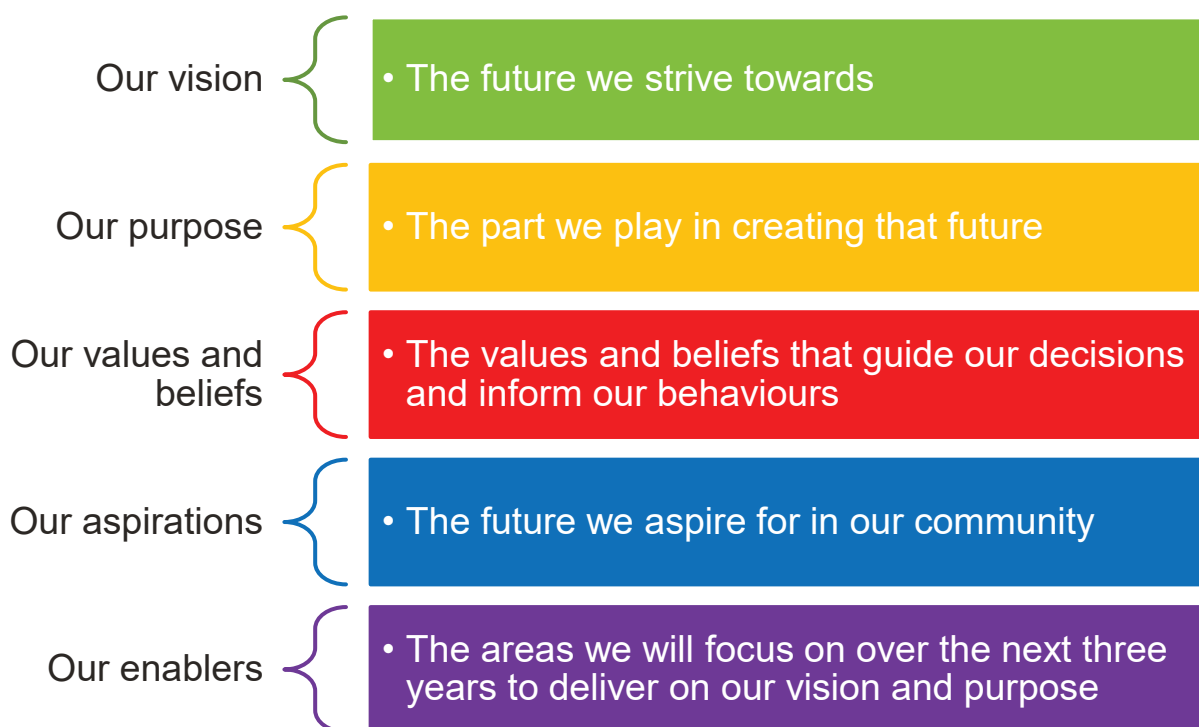 Our vision
• The future we strive towards
Our purpose
• The part we play in creating that future
Our values and
beliefs
• The values and beliefs that guide our decisions
and inform our behaviours
Our aspirations
• The future we aspire for in our community
Our enablers
• The areas we will focus on over the next three
years to deliver on our vision and purpose